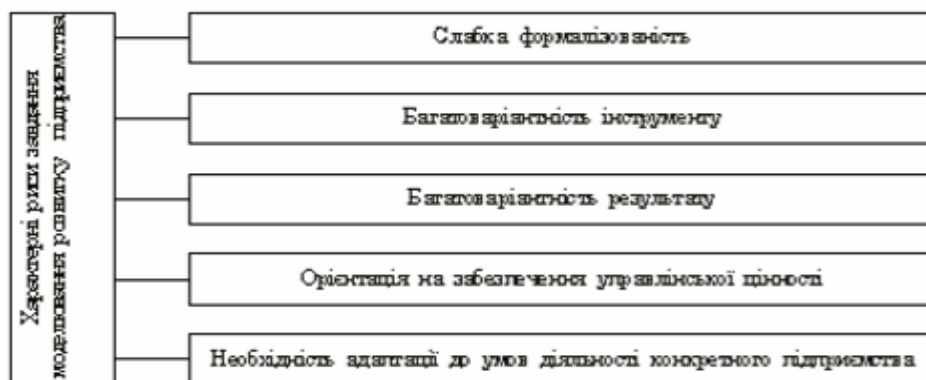 Характерні риси завдання
моделювання розвитку підприємства
Слабка формалізованість
Багатоваріантність інструменту
Багатоваріантність результату
Орієнтація на забезпечення управлінської цінності
Необхідність адаптації до умов діяльності конкретного підприємства